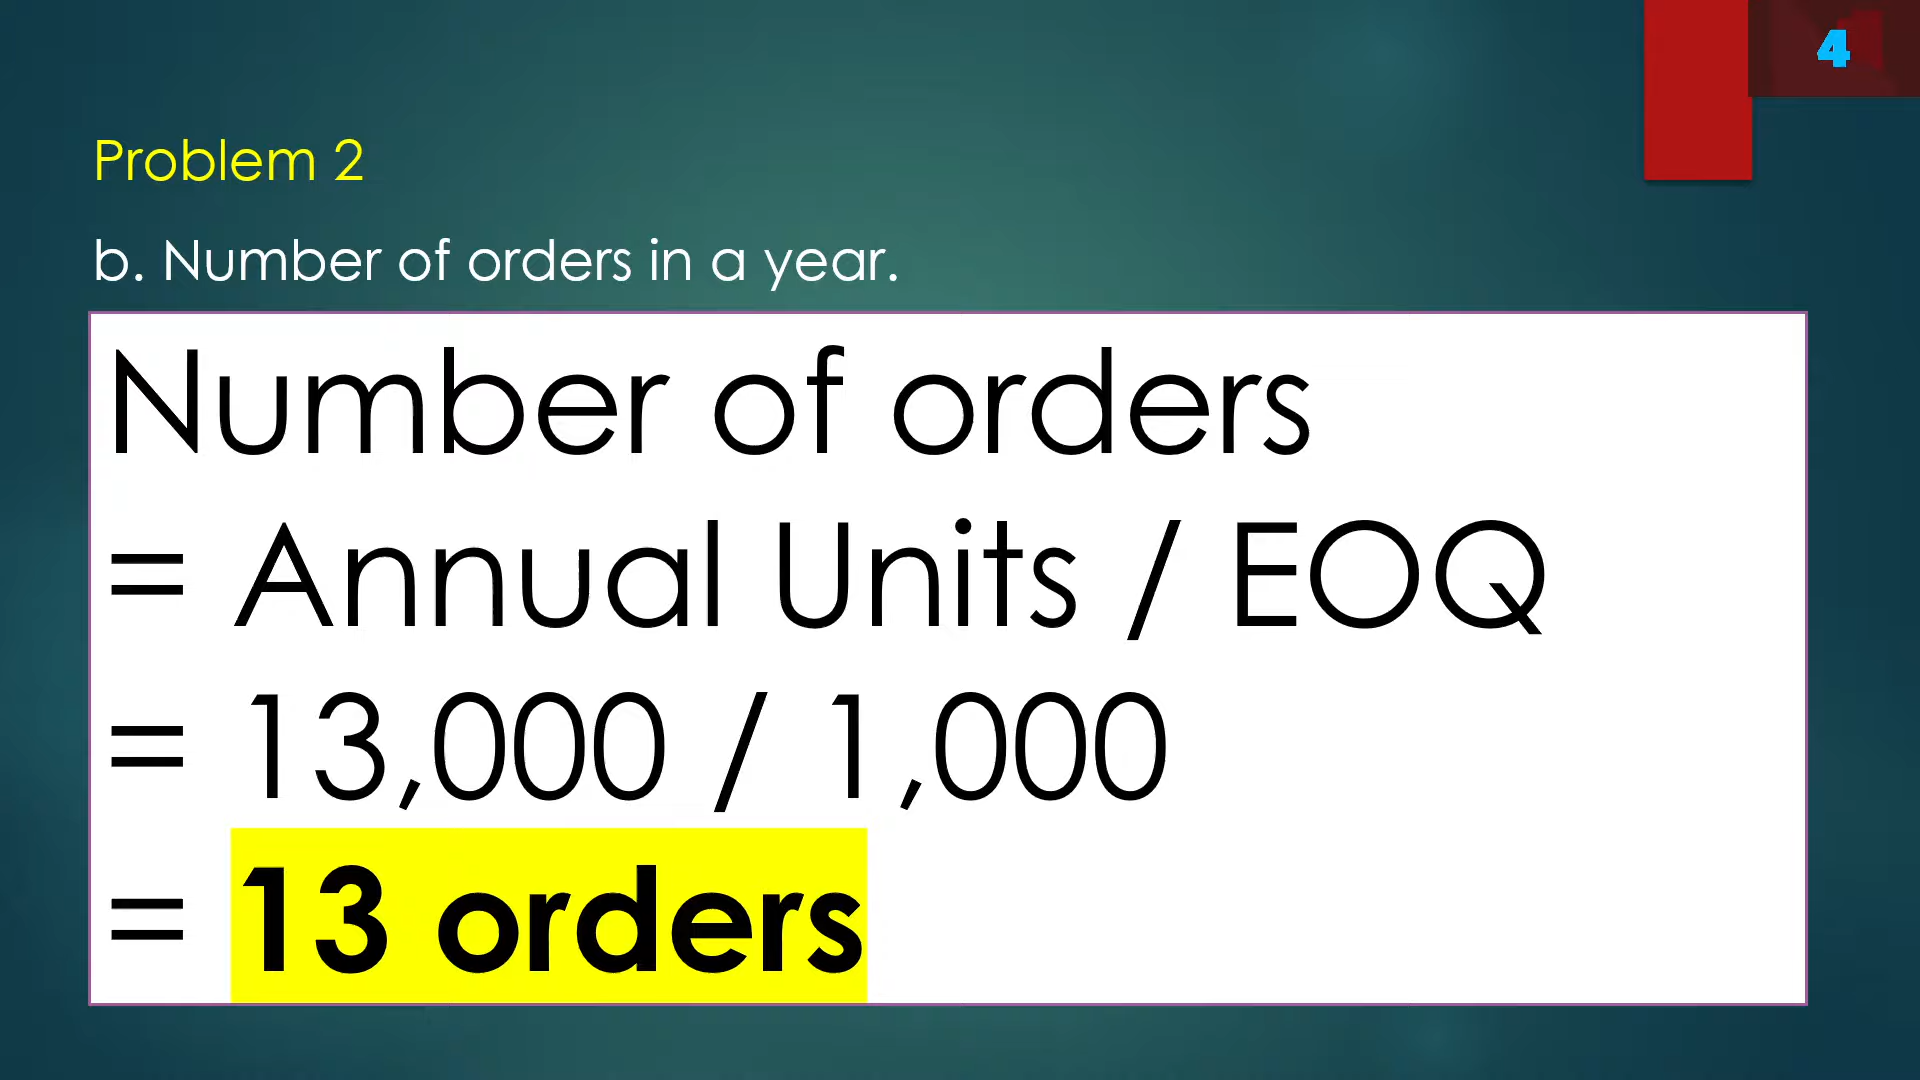 4
Problem 2
b. Number of orders in a year.
Number of orders
= Annual Units / EOQ
= 13,000 / 1,000
= 13 orders